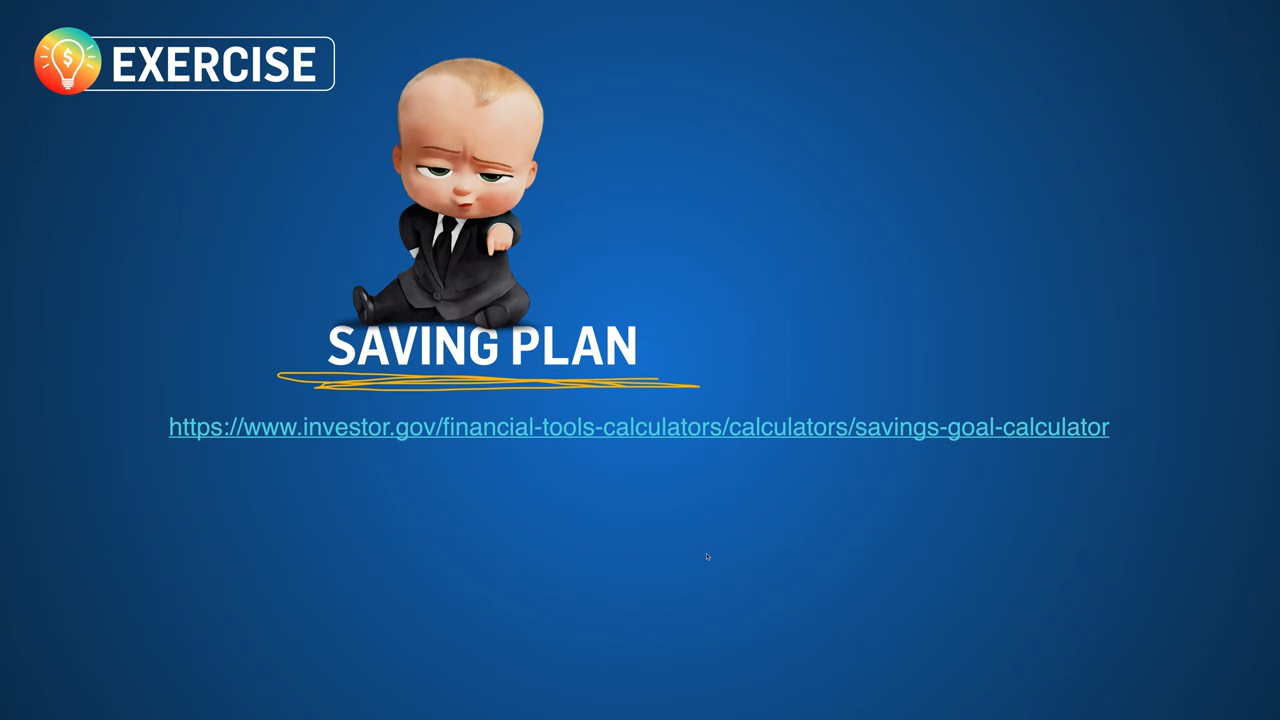 EXERCISE
SAVING PLAN
https://www.investor.gov/financial-tools-calculators/calculators/savings-goal-calculator